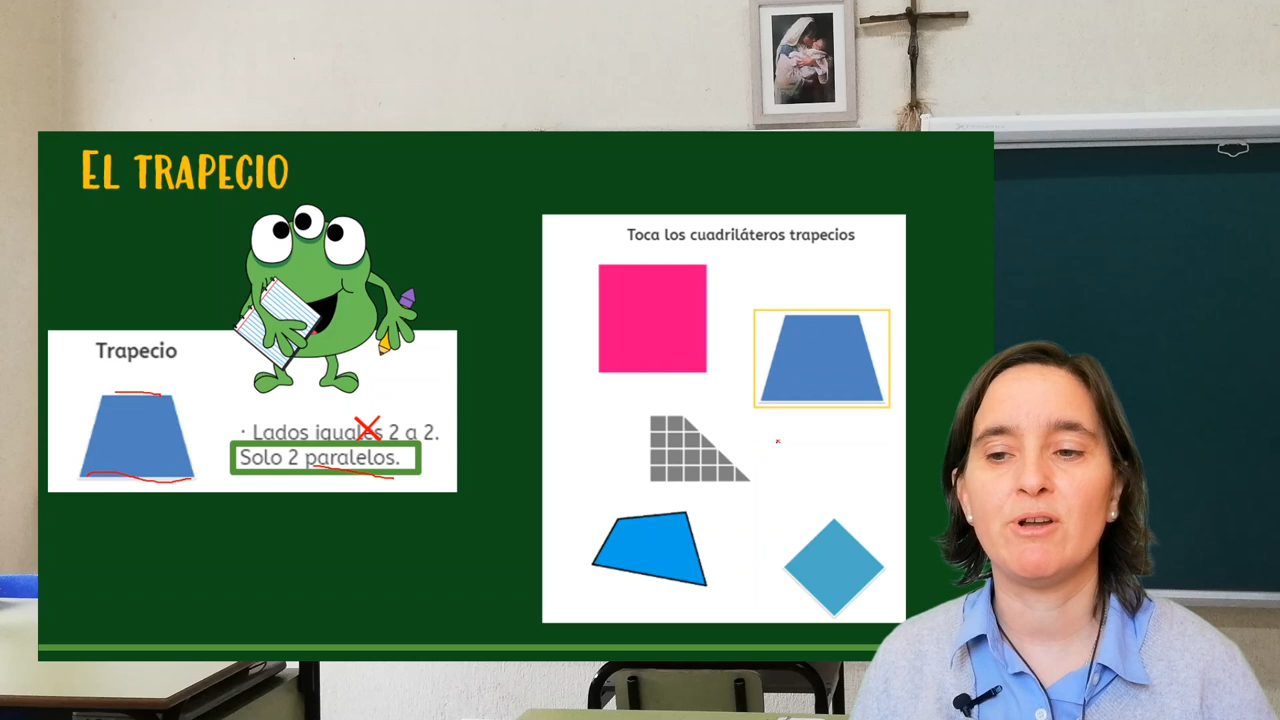 EL TRAPECIO
Toca los cuadriláteros trapecios
Trapecio
· Lados iguales 2 a 2.
Solo 2 paralelos.